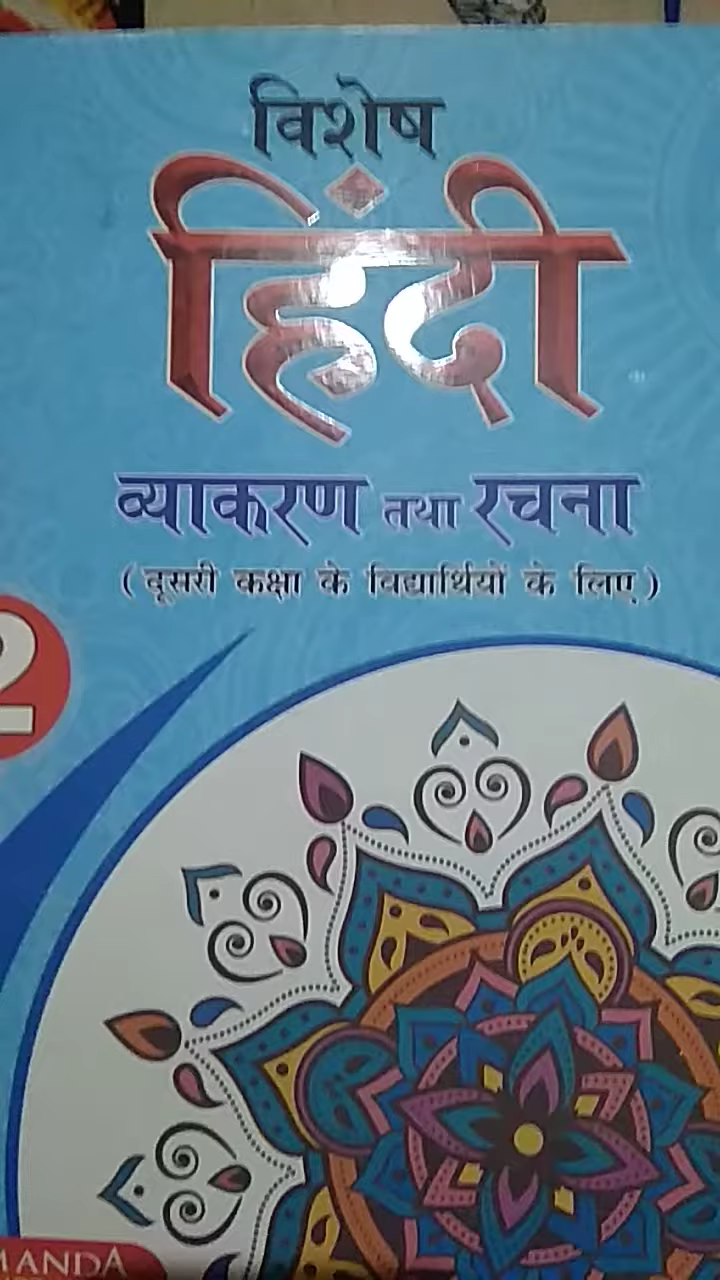 विशेष
हिंदी
व्याकरण तथा रचना
(दूसरी कक्षा के विद्यार्थियों के लिए)
2